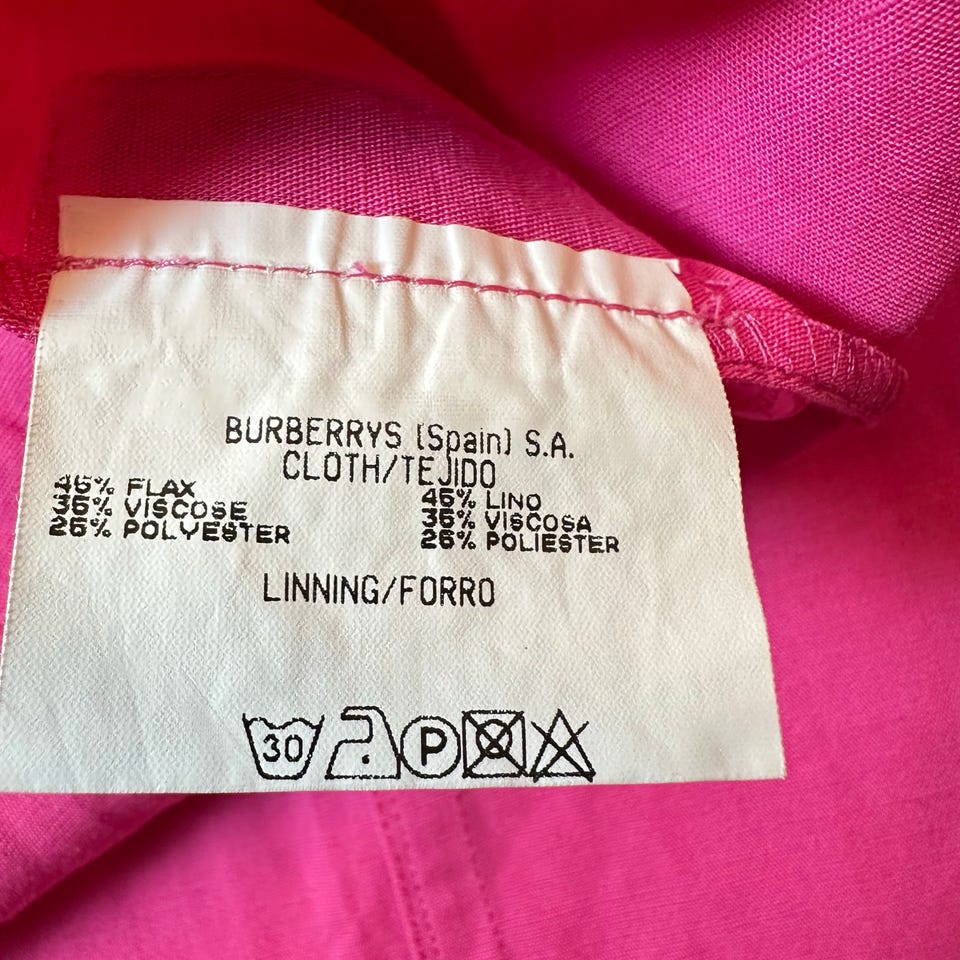 BURBERRYS (Spain) S.A.
CLOTH/TEJIDO
45% FLAX 45% LINO
35% VISCOSE 35% VISCOSA
25% POLYESTER 25% POLIESTER
LINNING/FORRO
30 P